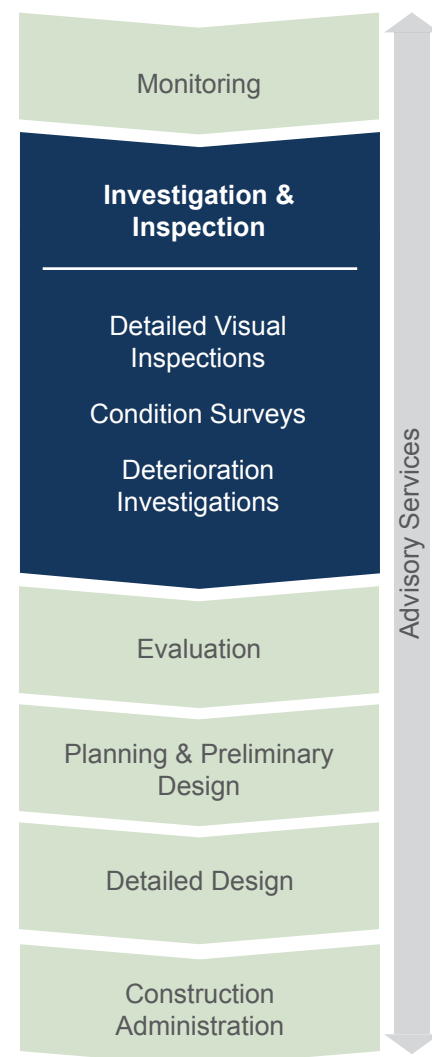 Monitoring
Investigation &
Inspection
Detailed Visual
Inspections
Condition Surveys
Deterioration
Investigations
Evaluation
Planning & Preliminary
Design
Detailed Design
Construction
Administration
Advisory Services